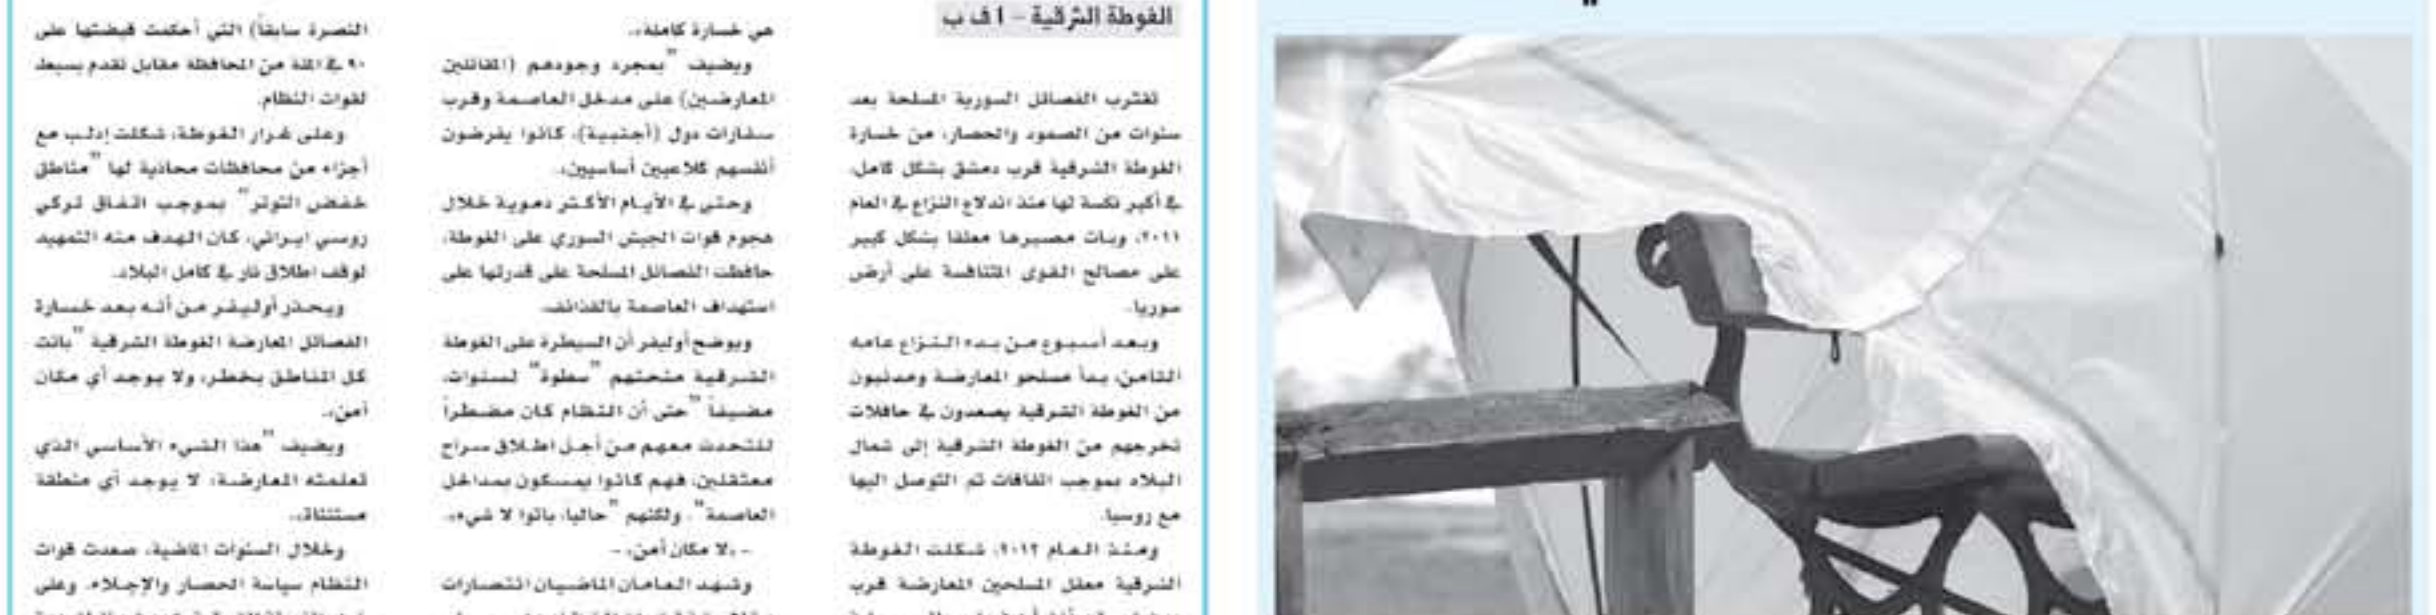 الغوطة الشرقية – ا ف ب
تقترب الفصائل السورية المسلحة بعد
سنوات من الصمود والحصار، من خسارة
الغوطة الشرقية قرب دمشق بشكل كامل،
في أكبر نكسة لها منذ اندلاع النزاع في العام
٢٠١١، وبات مصيرها معلقا بشكل كبير
على مصالح القوى المتنافسة على أرض
سوريا.
وبعد أسبوع من بدء النزاع عامه
الثامن، بدأ مسلحو المعارضة ومدنيون
من الغوطة الشرقية يصعدون في حافلات
تخرجهم من الغوطة الشرقية إلى شمال
البلاد بموجب اتفاقات تم التوصل اليها
مع روسيا.
ومنذ العام ٢٠١٢، شكلت الغوطة
الشرقية معقل المسلحين المعارضة قرب
هي خسارة كاملة».
ويضيف "بمجرد وجودهم (المقاتلين
المعارضين) على مدخل العاصمة وقرب
سفارات دول (أجنبية)، كانوا يفرضون
أنفسهم كلاعبين أساسيين».
وحتى في الأيام الأكثر دموية خلال
هجوم قوات الجيش السوري على الغوطة،
حافظت الفصائل المسلحة على قدرتها على
استهداف العاصمة بالقذائف.
ويوضح أوليفر أن السيطرة على الغوطة
الشرقية منحتهم "سطوة" لسنوات،
مضيفاً "حتى أن النظام كان مضطراً
للتحدث معهم من أجل اطلاق سراح
معتقلين، فهم كانوا يمسكون بمداخل
العاصمة". ولكنهم "حاليا، باتوا لا شيء».
- «لا مكان آمن» -
وشهد العامان الماضيان انتصارات
النصرة سابقاً) التي أحكمت قبضتها على
٩٠ في المئة من المحافظة مقابل تقدم بسيط
لقوات النظام.
وعلى غرار الغوطة، شكلت إدلب مع
أجزاء من محافظات محاذية لها "مناطق
خفض التوتر" بموجب اتفاق تركي
روسي ايراني، كان الهدف منه التمهيد
لوقف اطلاق نار في كامل البلاد.
ويحذر أوليفر من أنه بعد خسارة
الفصائل المعارضة الغوطة الشرقية "باتت
كل المناطق بخطر، ولا يوجد أي مكان
آمن».
ويضيف "هذا الشيء الأساسي الذي
تعلمته المعارضة، لا يوجد أي منطقة
مستثناة».
وخلال السنوات الماضية، صعدت قوات
النظام سياسة الحصار والإجلاء. وعلى